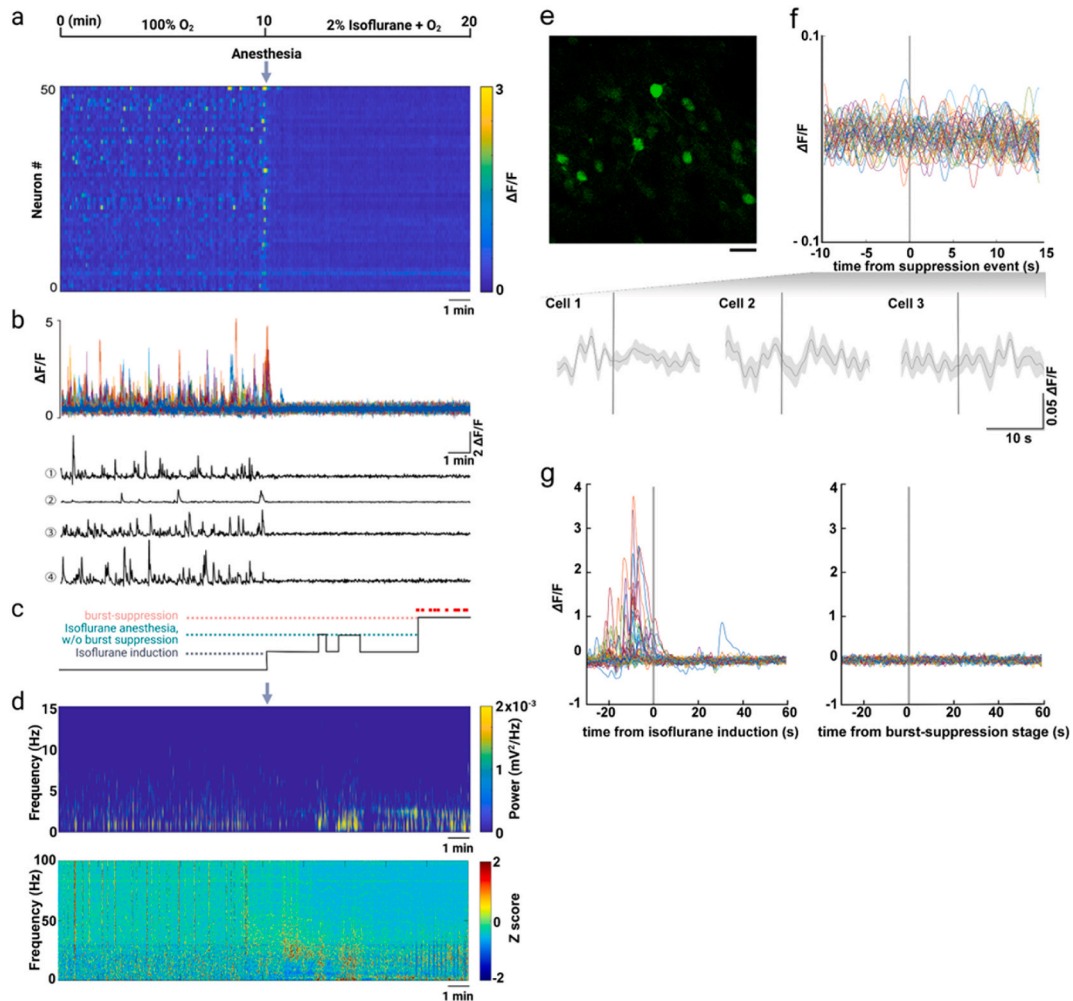 a
0 (min) 100% O₂ 10 2% Isoflurane + O₂ 20
Anesthesia
50
Neuron #
0
3
ΔF/F
0
1 min
b
5
ΔF/F
0
2 ΔF/F
1 min
①
②
③
④
c
burst-suppression
Isoflurane anesthesia,
w/o burst suppression
Isoflurane induction
d
15
10
5
0
Frequency (Hz)
2x10⁻³
1
0
Power (mV²/Hz)
1 min
100
50
0
Frequency (Hz)
2
0
-2
Z score
1 min
e
f
0.1
ΔF/F
- 0.1
-10 -15 0 5 10 15
time from suppression event (s)
Cell 1 Cell 2 Cell 3
0.05 ΔF/F
10 s
g
4
3
2
1
0
-1
ΔF/F
-20 0 20 40 60
time from isoflurane induction (s)
4
3
2
1
0
-1
-20 0 20 40 60
time from burst-suppression stage (s)